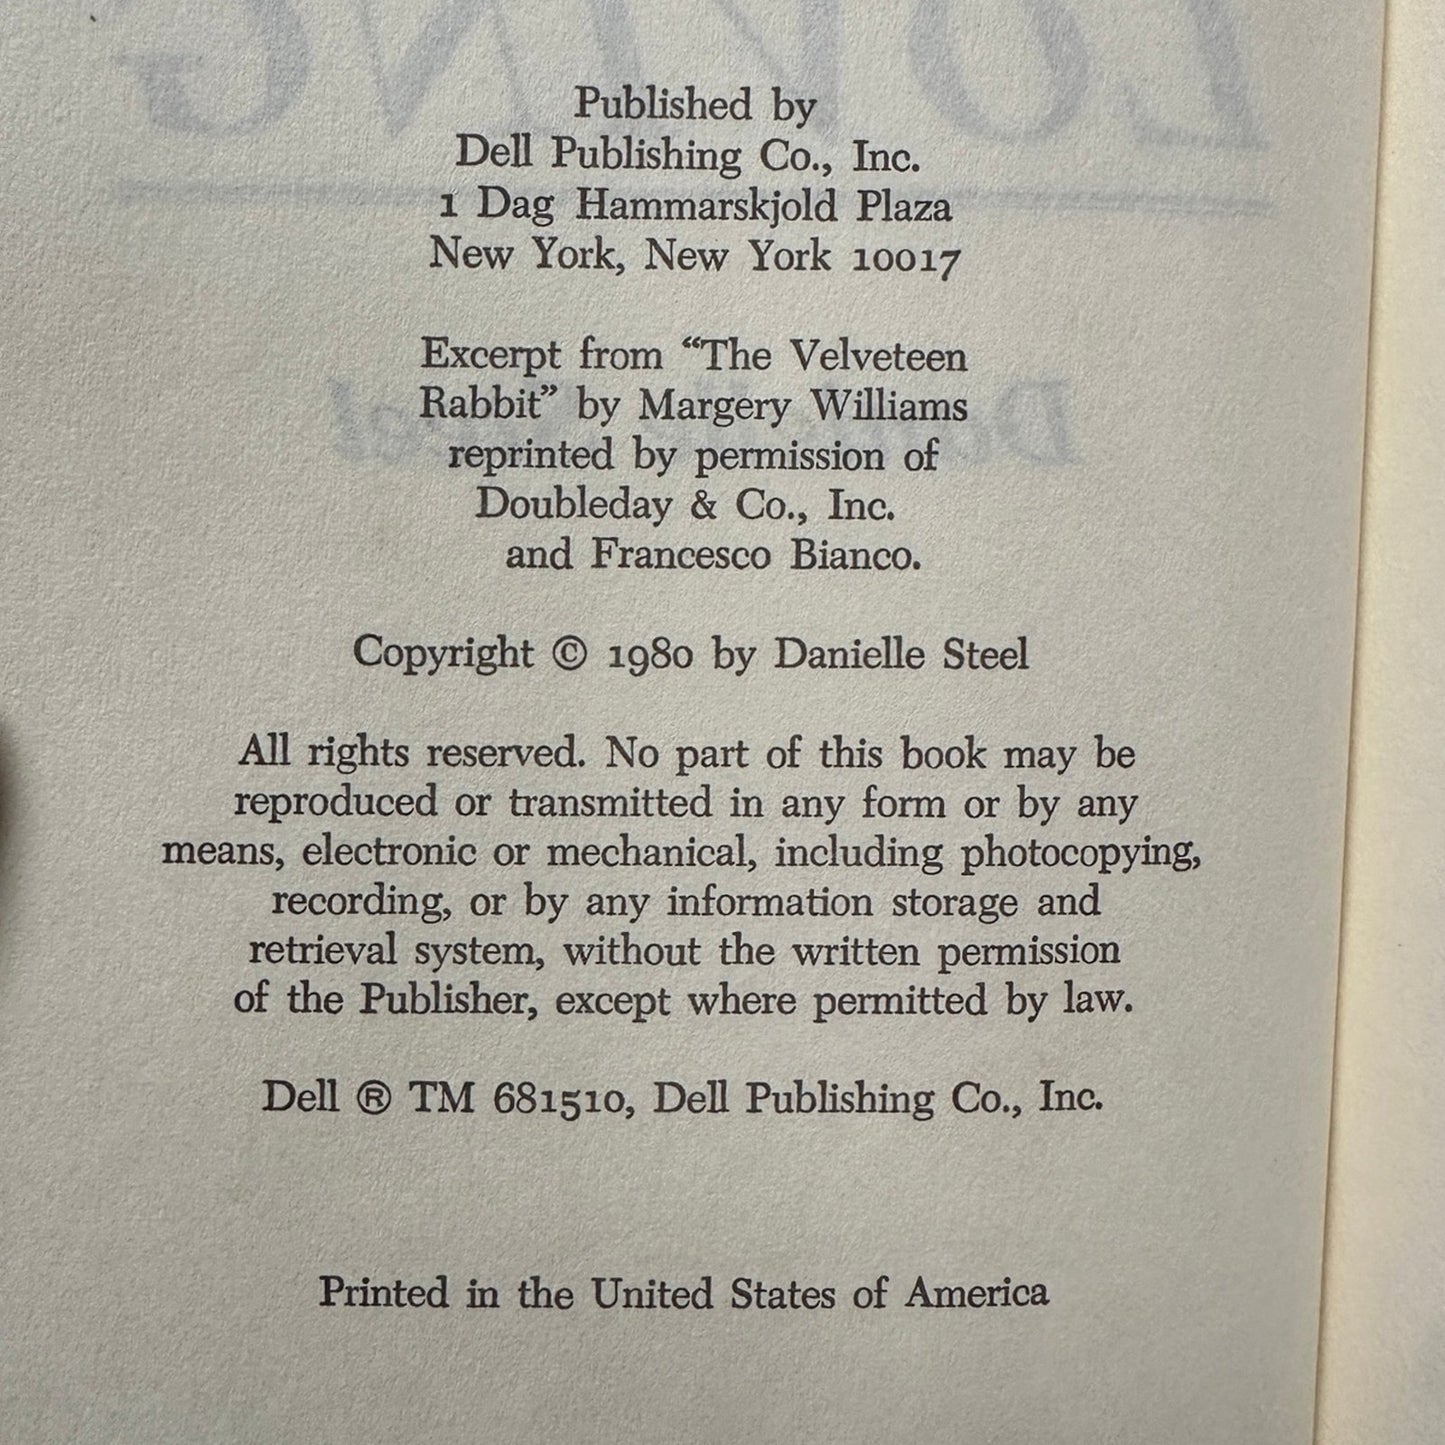 Published by
Dell Publishing Co., Inc.
1 Dag Hammarskjold Plaza
New York, New York 10017
Excerpt from “The Velveteen
Rabbit” by Margery Williams
reprinted by permission of
Doubleday & Co., Inc.
and Francesco Bianco.
Copyright © 1980 by Danielle Steel
All rights reserved. No part of this book may be
reproduced or transmitted in any form or by any
means, electronic or mechanical, including photocopying,
recording, or by any information storage and
retrieval system, without the written permission
of the Publisher, except where permitted by law.
Dell ® TM 681510, Dell Publishing Co., Inc.
Printed in the United States of America